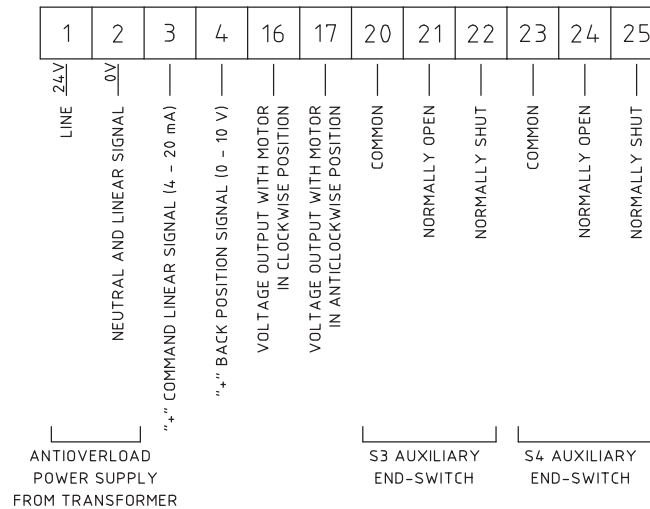 1 2 3 4 16 17 20 21 22 23 24 25
24V
LINE
0V
NEUTRAL AND LINEAR SIGNAL
"+" COMMAND LINEAR SIGNAL (4 - 20 mA)
"+" BACK POSITION SIGNAL (0 - 10 V)
VOLTAGE OUTPUT WITH MOTOR
IN CLOCKWISE POSITION
VOLTAGE OUTPUT WITH MOTOR
IN ANTICLOCKWISE POSITION
COMMON
NORMALLY OPEN
NORMALLY SHUT
COMMON
NORMALLY OPEN
NORMALLY SHUT
ANTIOVERLOAD
POWER SUPPLY
FROM TRANSFORMER
S3 AUXILIARY
END-SWITCH
S4 AUXILIARY
END-SWITCH